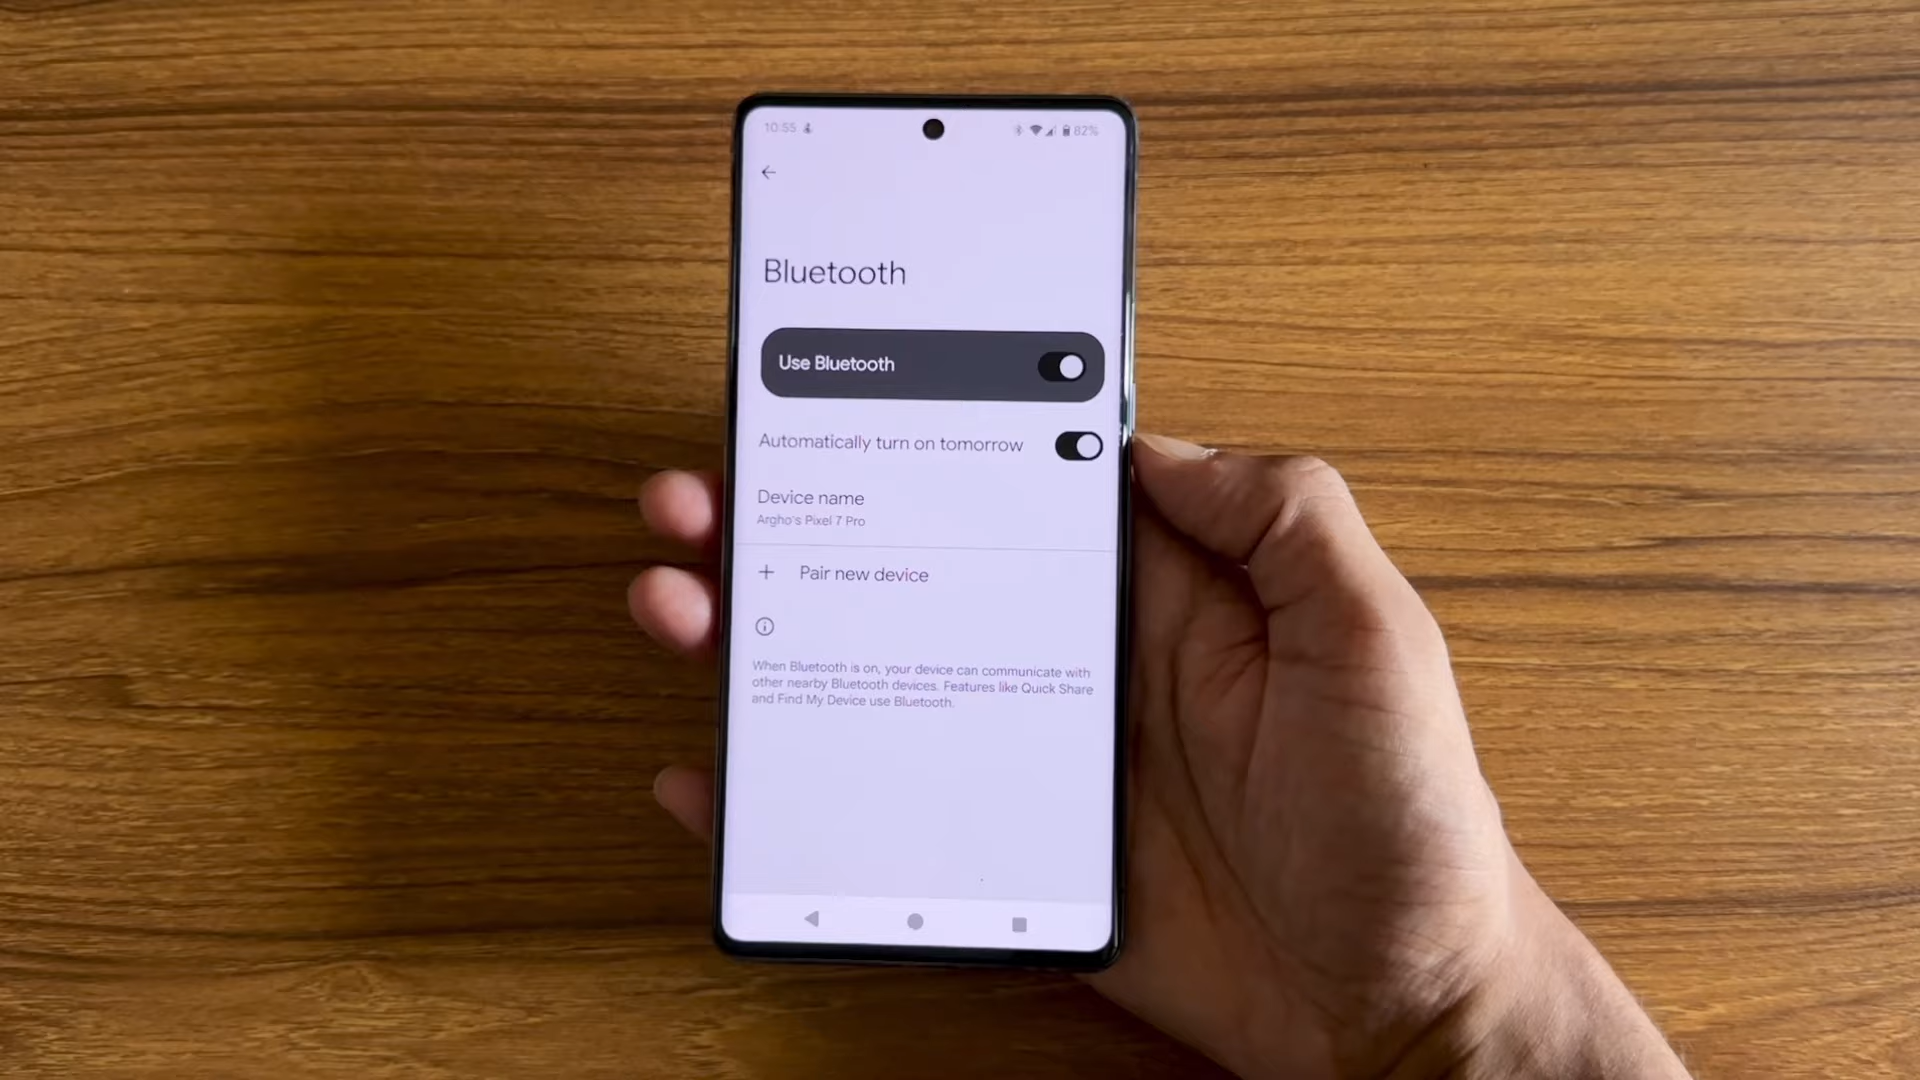 10:55
82%
Bluetooth
Use Bluetooth
Automatically turn on tomorrow
Device name
Argho's Pixel 7 Pro
+ Pair new device
When Bluetooth is on, your device can communicate with
other nearby Bluetooth devices. Features like Quick Share
and Find My Device use Bluetooth.